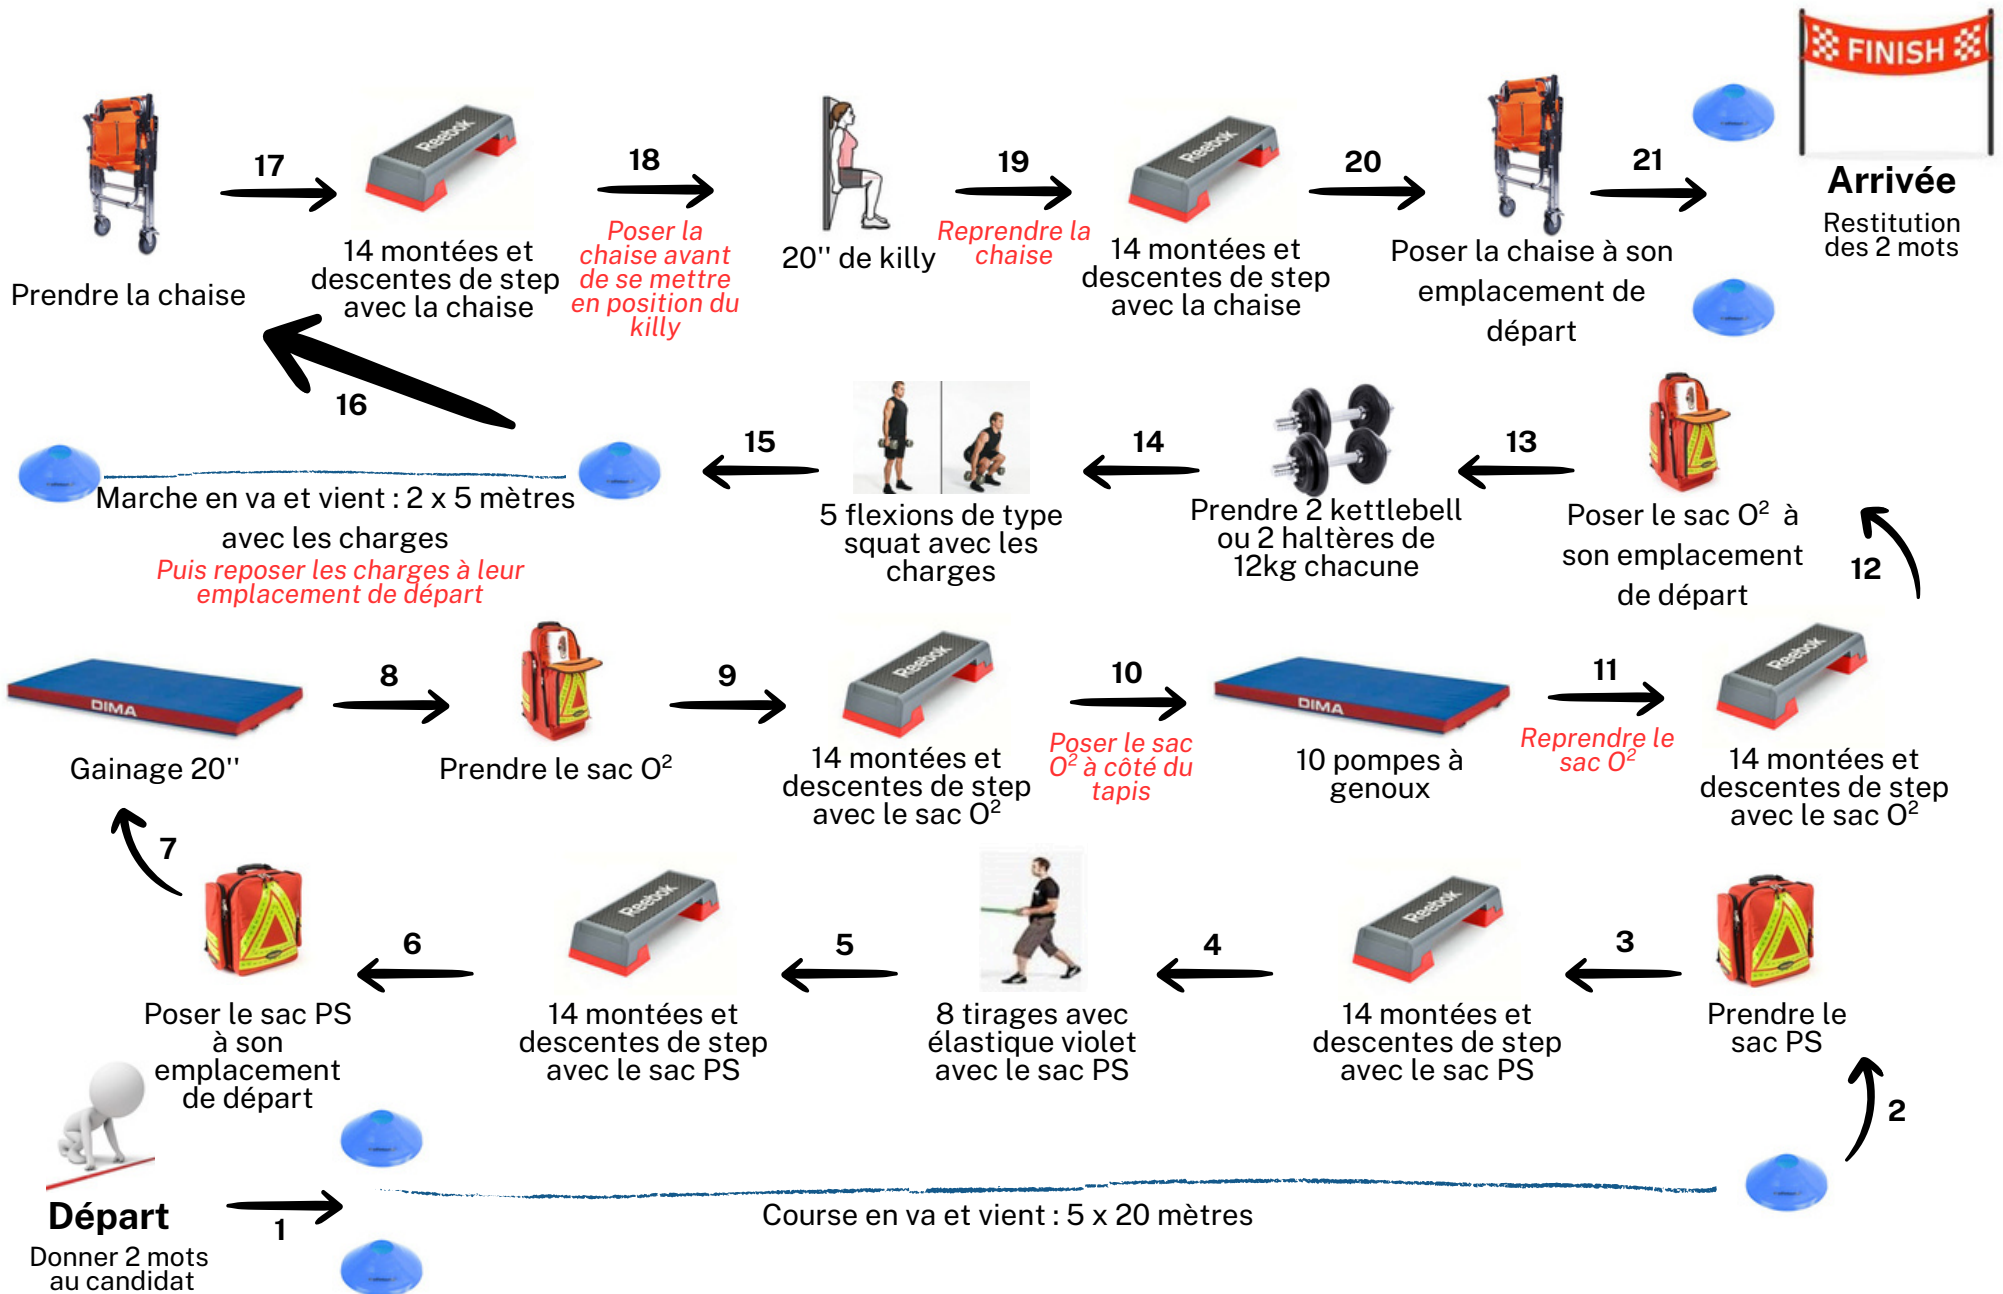 FINISH
Arrivée
Restitution
des 2 mots
17
18
19
20
21
Reebok
Reebok
Prendre la chaise
14 montées et
descentes de step
avec la chaise
Poser la
chaise avant
de se mettre
en position du
killy
20'' de killy
Reprendre la
chaise
14 montées et
descentes de step
avec la chaise
Poser la chaise à son
emplacement de
départ
16
15
14
13
12
Marche en va et vient : 2 x 5 mètres
avec les charges
Puis reposer les charges à leur
emplacement de départ
5 flexions de type
squat avec les
charges
Prendre 2 kettlebell
ou 2 haltères de
12kg chacune
Poser le sac O² à
son emplacement
de départ
8
9
10
11
DIMA
Reebok
DIMA
Reebok
Gainage 20''
Prendre le sac O²
14 montées et
descentes de step
avec le sac O²
Poser le sac
O² à côté du
tapis
10 pompes à
genoux
Reprendre le
sac O²
14 montées et
descentes de step
avec le sac O²
7
6
5
4
3
Reebok
Reebok
Poser le sac PS
à son
emplacement
de départ
14 montées et
descentes de step
avec le sac PS
8 tirages avec
élastique violet
avec le sac PS
14 montées et
descentes de step
avec le sac PS
Prendre le
sac PS
2
Départ
Donner 2 mots
au candidat
1
Course en va et vient : 5 x 20 mètres